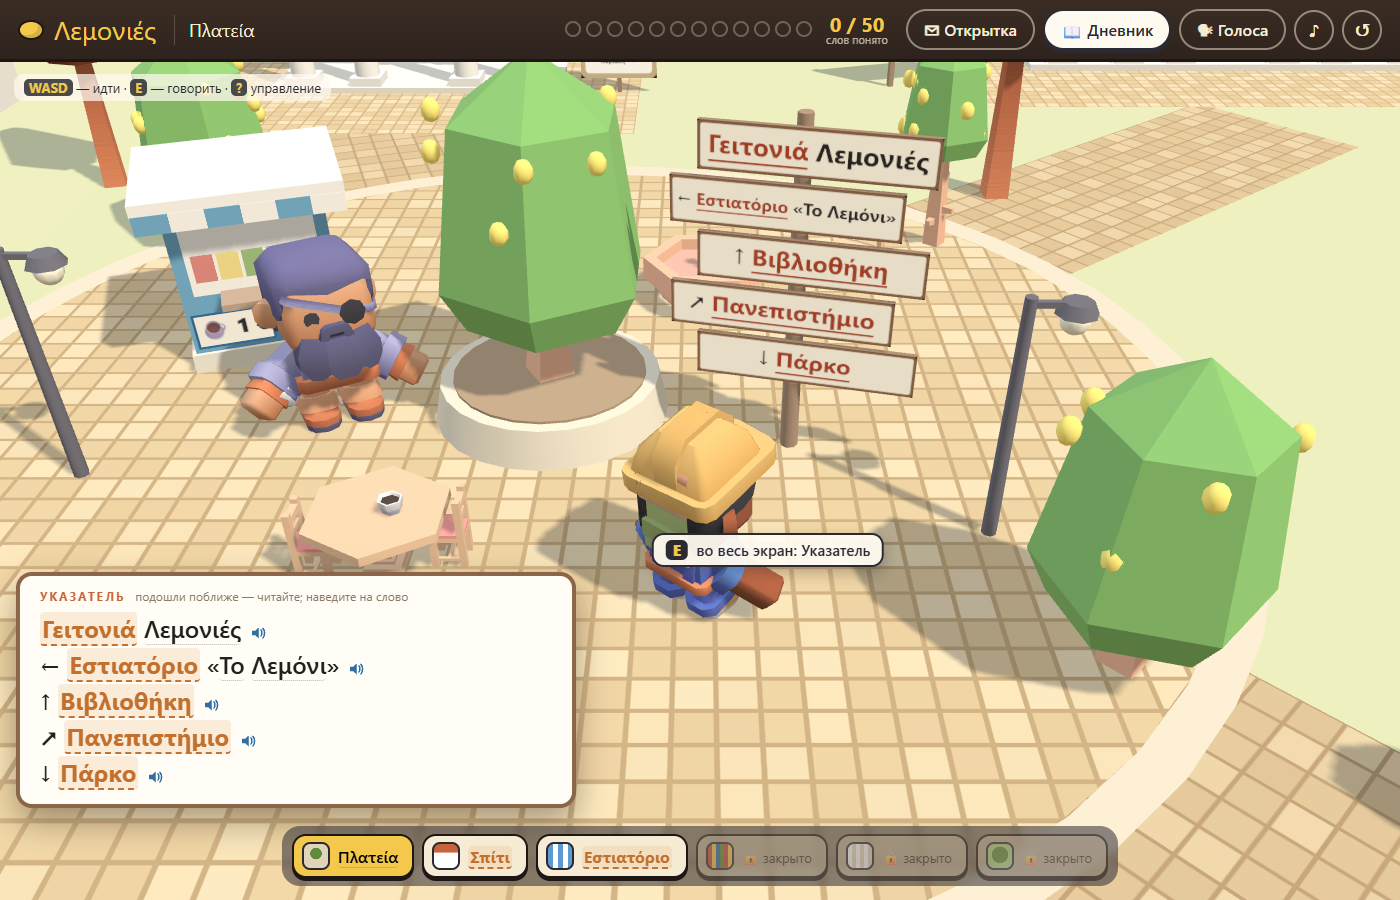 Λεμονιές
Πλατεία
0 / 50
СЛОВ ПОНЯТО
Открытка
Дневник
Голоса
WASD — идти · E — говорить · ? управление
Γειτονιά Λεμονιές
← Εστιατόριο «Το Λεμόνι»
↑ Βιβλιοθήκη
↗ Πανεπιστήμιο
↓ Πάρκο
1
E во весь экран: Указатель
УКАЗАТЕЛЬ подошли поближе — читайте; наведите на слово
Γειτονιά Λεμονιές
← Εστιατόριο «Το Λεμόνι»
↑ Βιβλιοθήκη
↗ Πανεπιστήμιο
↓ Πάρκο
Πλατεία
Σπίτι
Εστιατόριο
закрыто
закрыто
закрыто